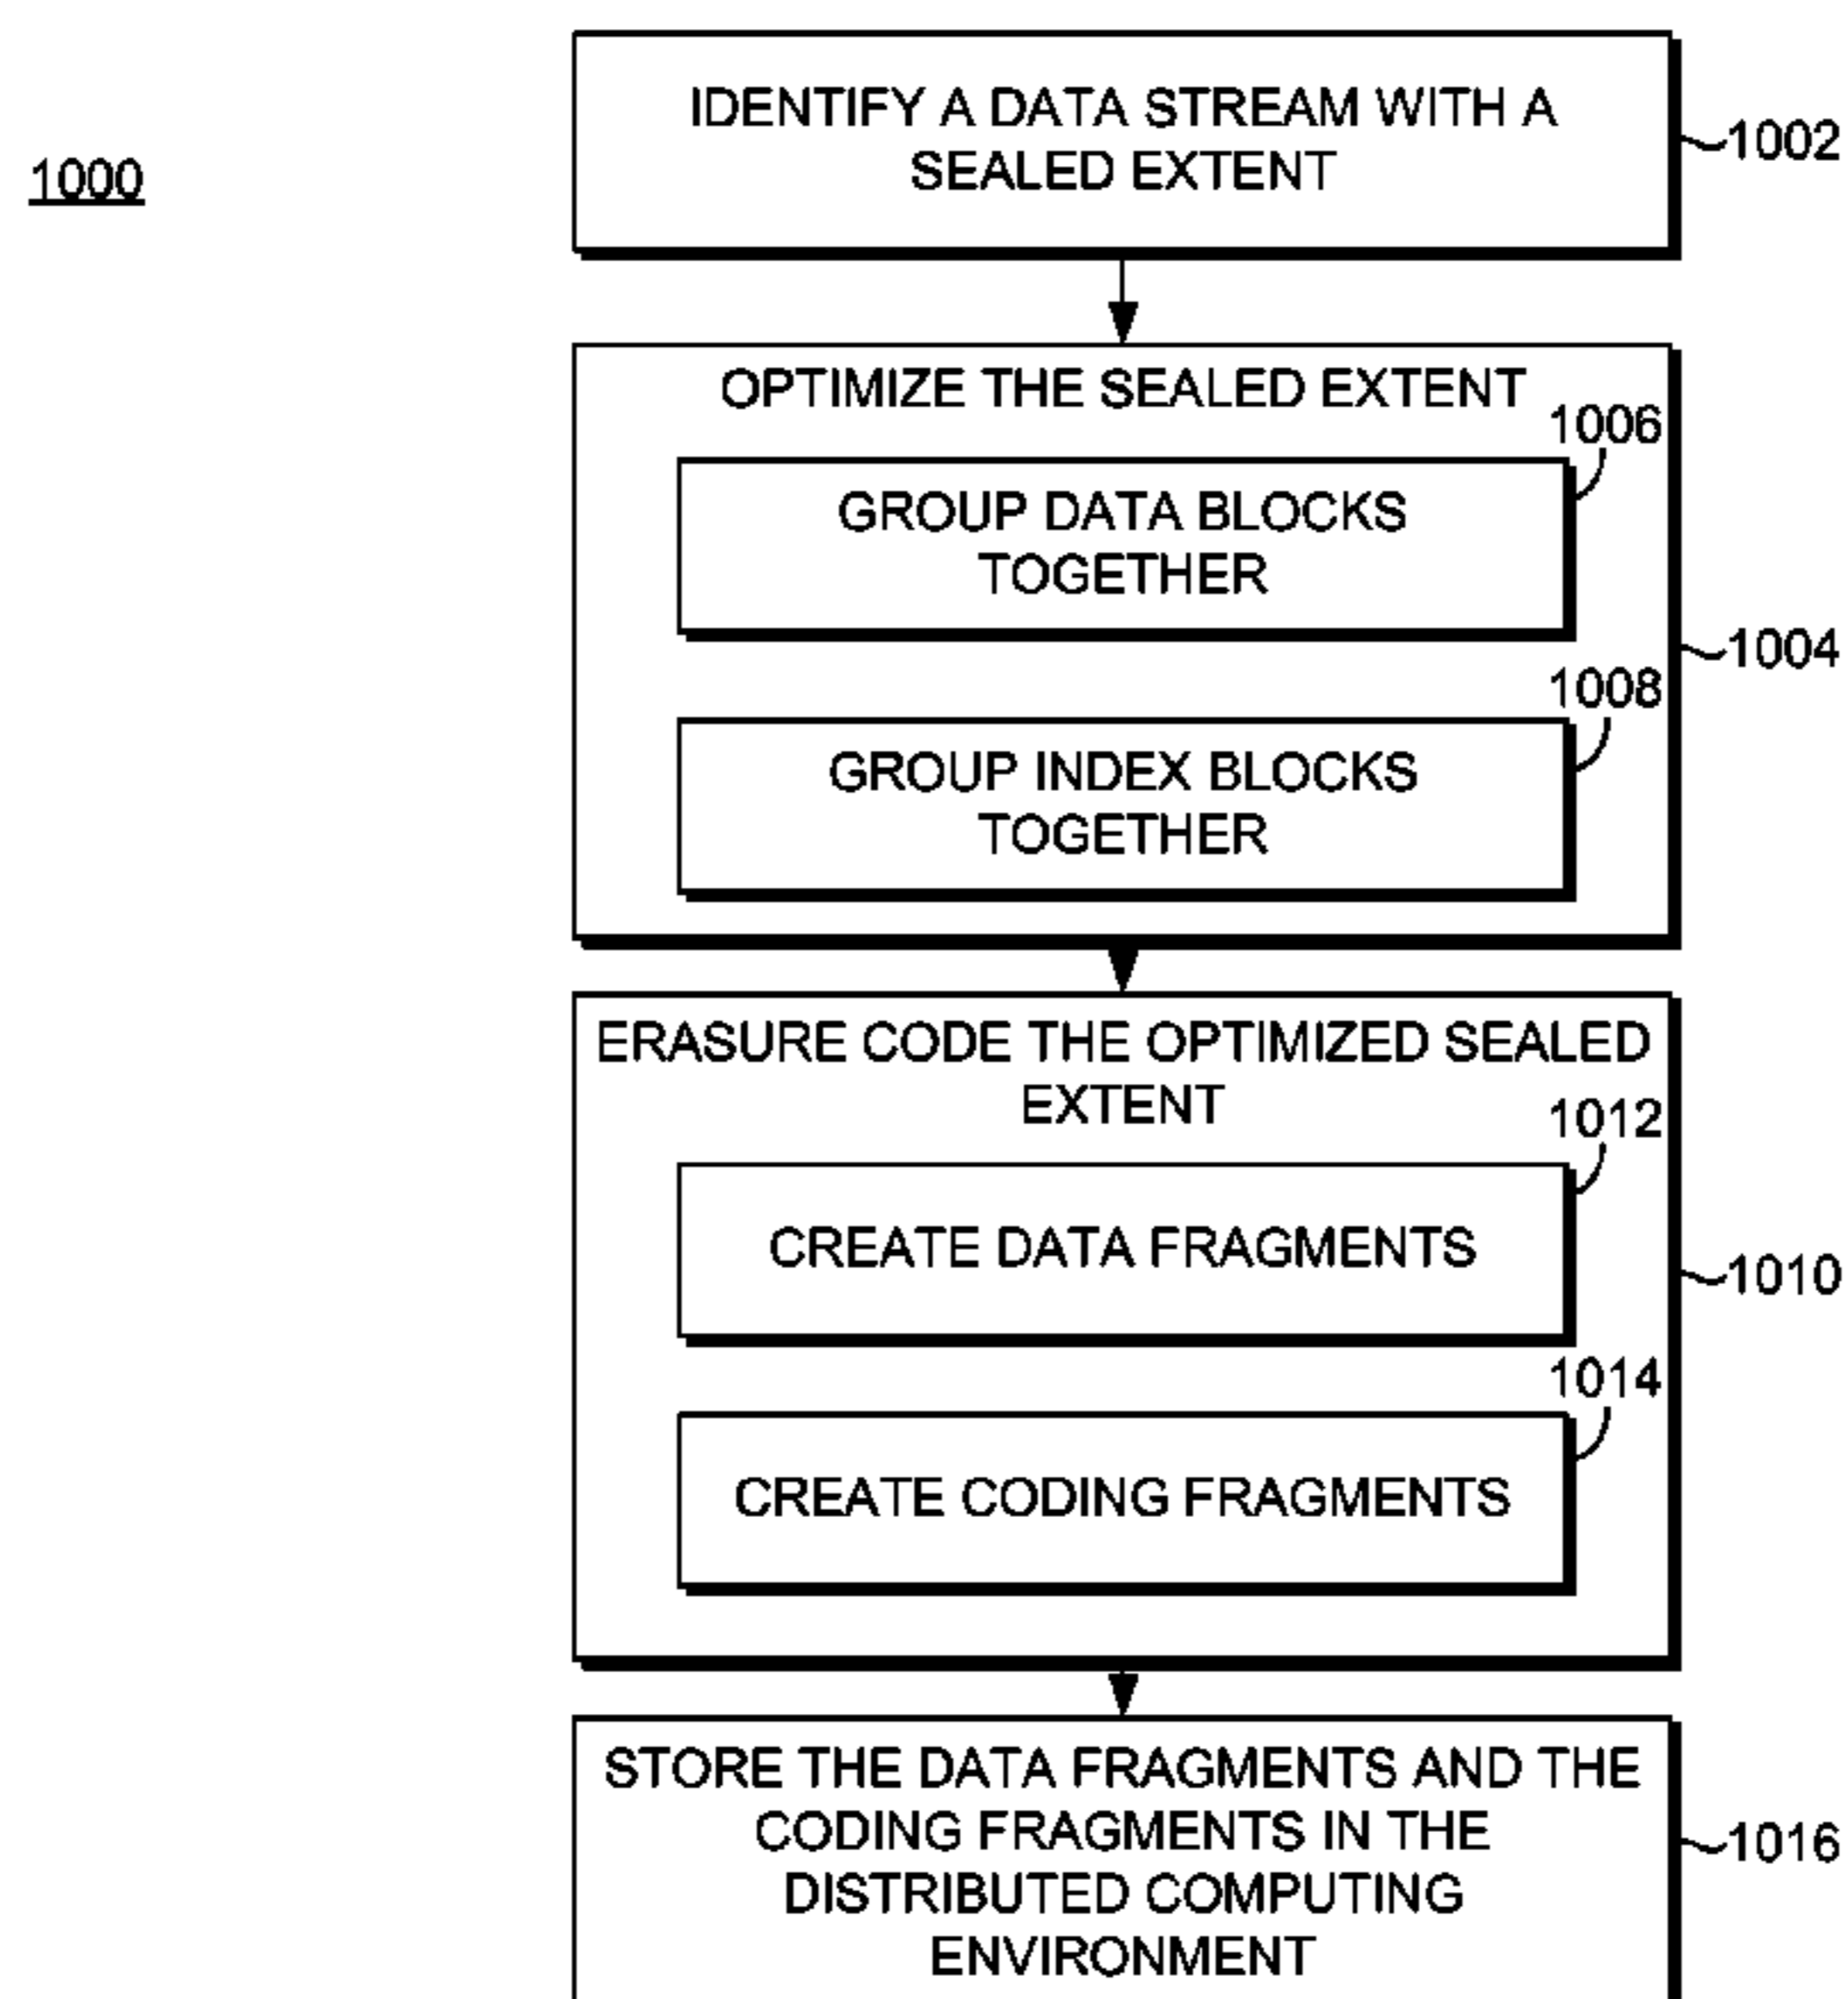 1000
IDENTIFY A DATA STREAM WITH A
SEALED EXTENT
1002
OPTIMIZE THE SEALED EXTENT
1006
GROUP DATA BLOCKS
TOGETHER
1004
1008
GROUP INDEX BLOCKS
TOGETHER
ERASURE CODE THE OPTIMIZED SEALED
EXTENT
1012
CREATE DATA FRAGMENTS
1010
1014
CREATE CODING FRAGMENTS
STORE THE DATA FRAGMENTS AND THE
CODING FRAGMENTS IN THE
DISTRIBUTED COMPUTING
ENVIRONMENT
1016